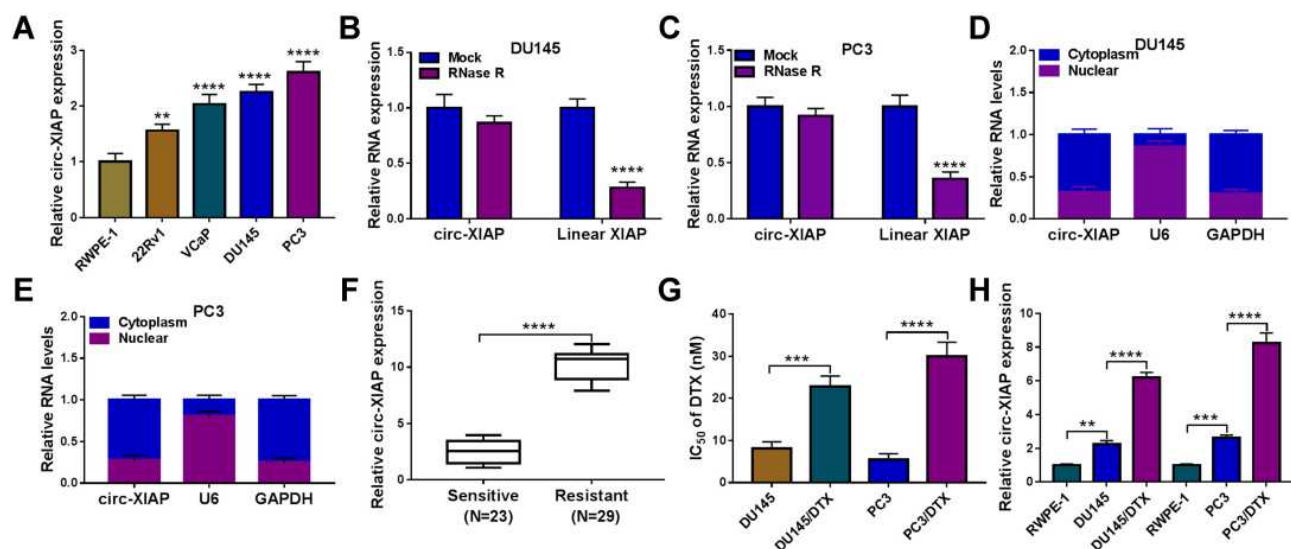 A
Relative circ-XIAP expression
3
2
1
0
**
****
****
****
RWPE-1
22Rv1
VCaP
DU145
PC3
B
DU145
Relative RNA expression
1.5
1.0
0.5
0.0
Mock
RNase R
****
circ-XIAP
Linear XIAP
C
PC3
Relative RNA expression
1.5
1.0
0.5
0.0
Mock
RNase R
****
circ-XIAP
Linear XIAP
D
DU145
Relative RNA levels
2.0
1.5
1.0
0.5
0.0
Cytoplasm
Nuclear
circ-XIAP
U6
GAPDH
E
PC3
Relative RNA levels
2.0
1.5
1.0
0.5
0.0
Cytoplasm
Nuclear
circ-XIAP
U6
GAPDH
F
Relative circ-XIAP expression
15
10
5
0
****
Sensitive
(N=23)
Resistant
(N=29)
G
IC50 of DTX (nM)
40
30
20
10
0
***
****
DU145
DU145/DTX
PC3
PC3/DTX
H
Relative circ-XIAP expression
10
8
6
4
2
0
**
****
***
****
RWPE-1
DU145
DU145/DTX
RWPE-1
PC3
PC3/DTX